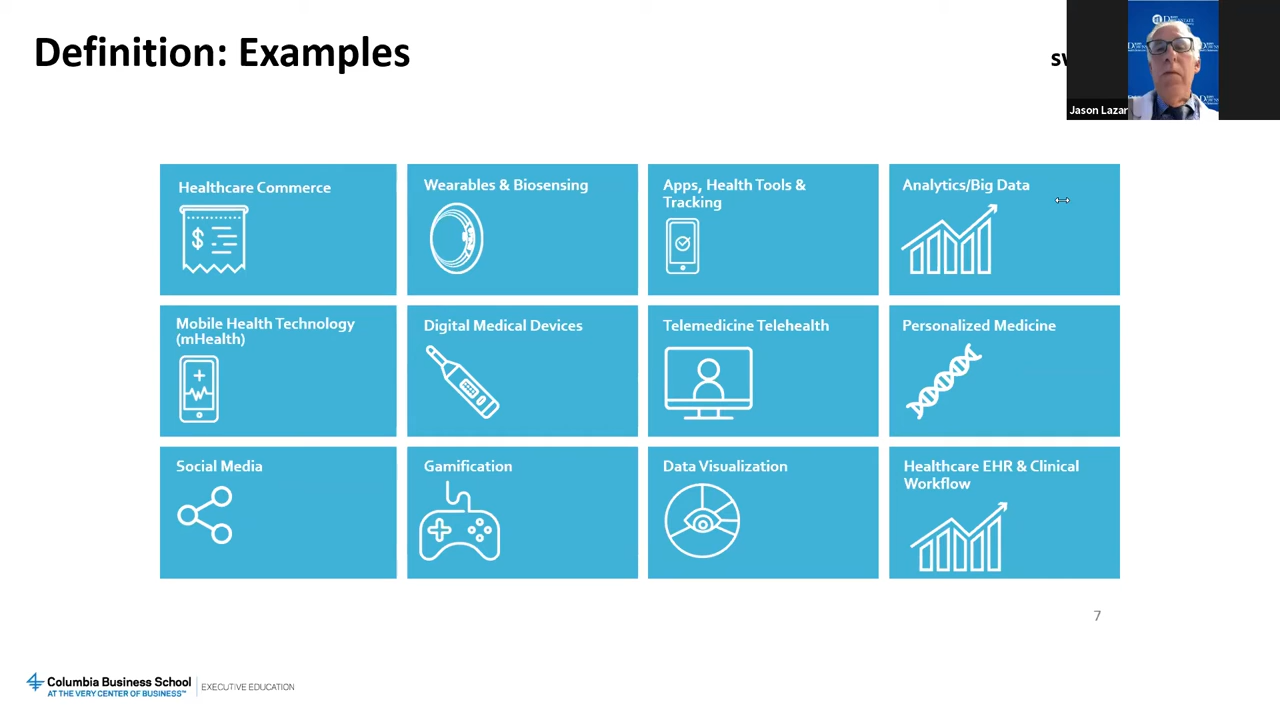 Definition: Examples
Jason Lazar
Healthcare Commerce
Wearables & Biosensing
Apps, Health Tools &
Tracking
Analytics/Big Data
Mobile Health Technology
(mHealth)
Digital Medical Devices
Telemedicine Telehealth
Personalized Medicine
Social Media
Gamification
Data Visualization
Healthcare EHR & Clinical
Workflow
7
Columbia Business School
AT THE VERY CENTER OF BUSINESS™
EXECUTIVE EDUCATION